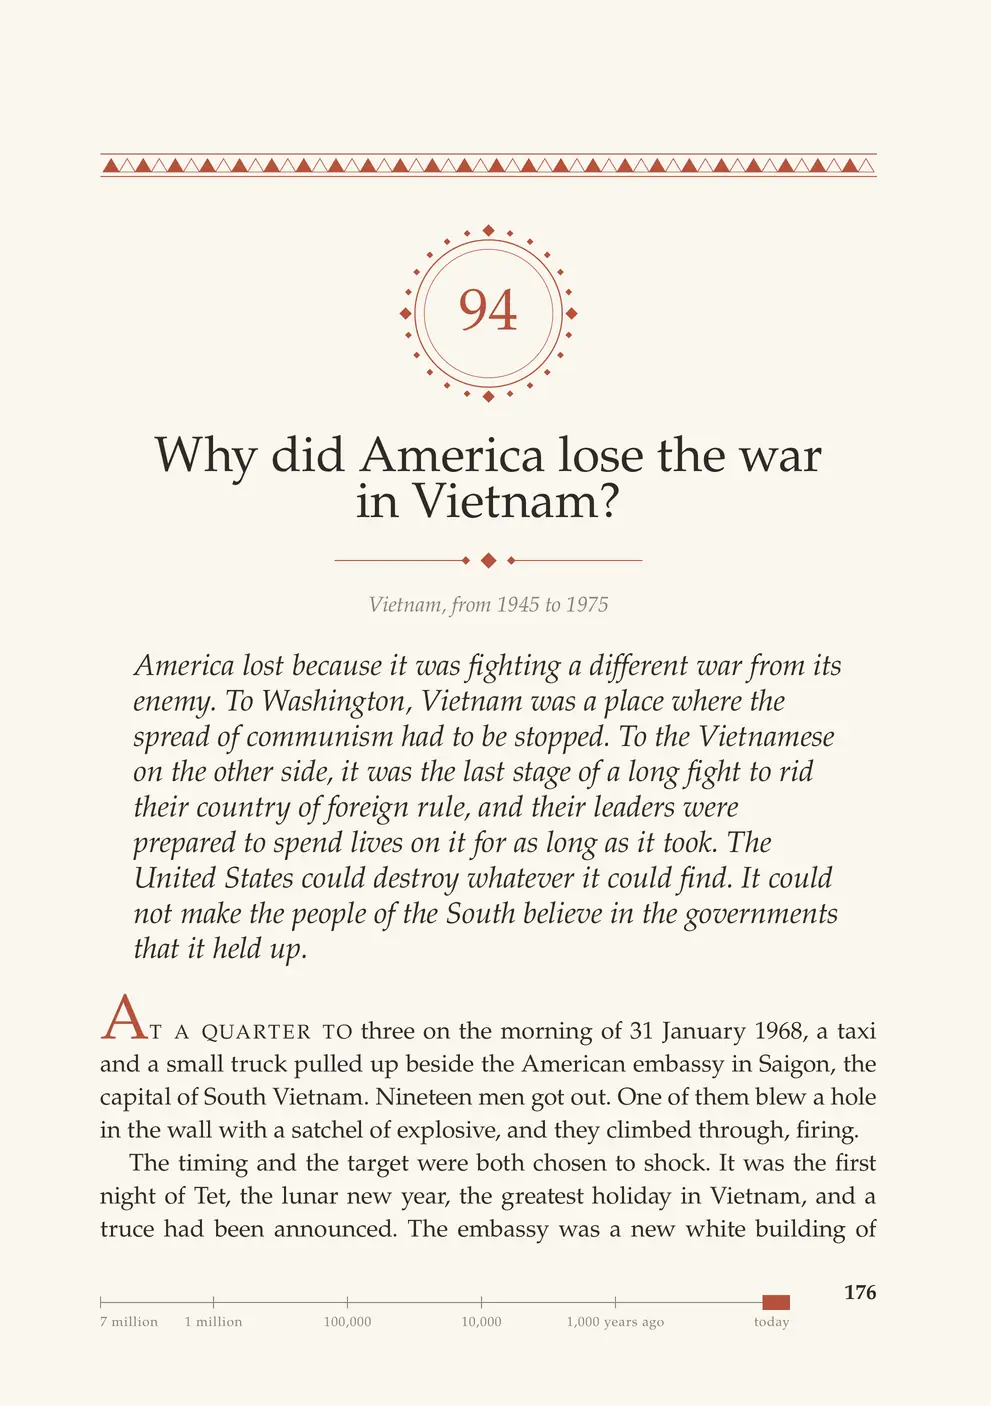 94
Why did America lose the war
in Vietnam?
Vietnam, from 1945 to 1975
America lost because it was fighting a different war from its
enemy. To Washington, Vietnam was a place where the
spread of communism had to be stopped. To the Vietnamese
on the other side, it was the last stage of a long fight to rid
their country of foreign rule, and their leaders were
prepared to spend lives on it for as long as it took. The
United States could destroy whatever it could find. It could
not make the people of the South believe in the governments
that it held up.
AT A QUARTER TO three on the morning of 31 January 1968, a taxi
and a small truck pulled up beside the American embassy in Saigon, the
capital of South Vietnam. Nineteen men got out. One of them blew a hole
in the wall with a satchel of explosive, and they climbed through, firing.
The timing and the target were both chosen to shock. It was the first
night of Tet, the lunar new year, the greatest holiday in Vietnam, and a
truce had been announced. The embassy was a new white building of
176
7 million 1 million 100,000 10,000 1,000 years ago today